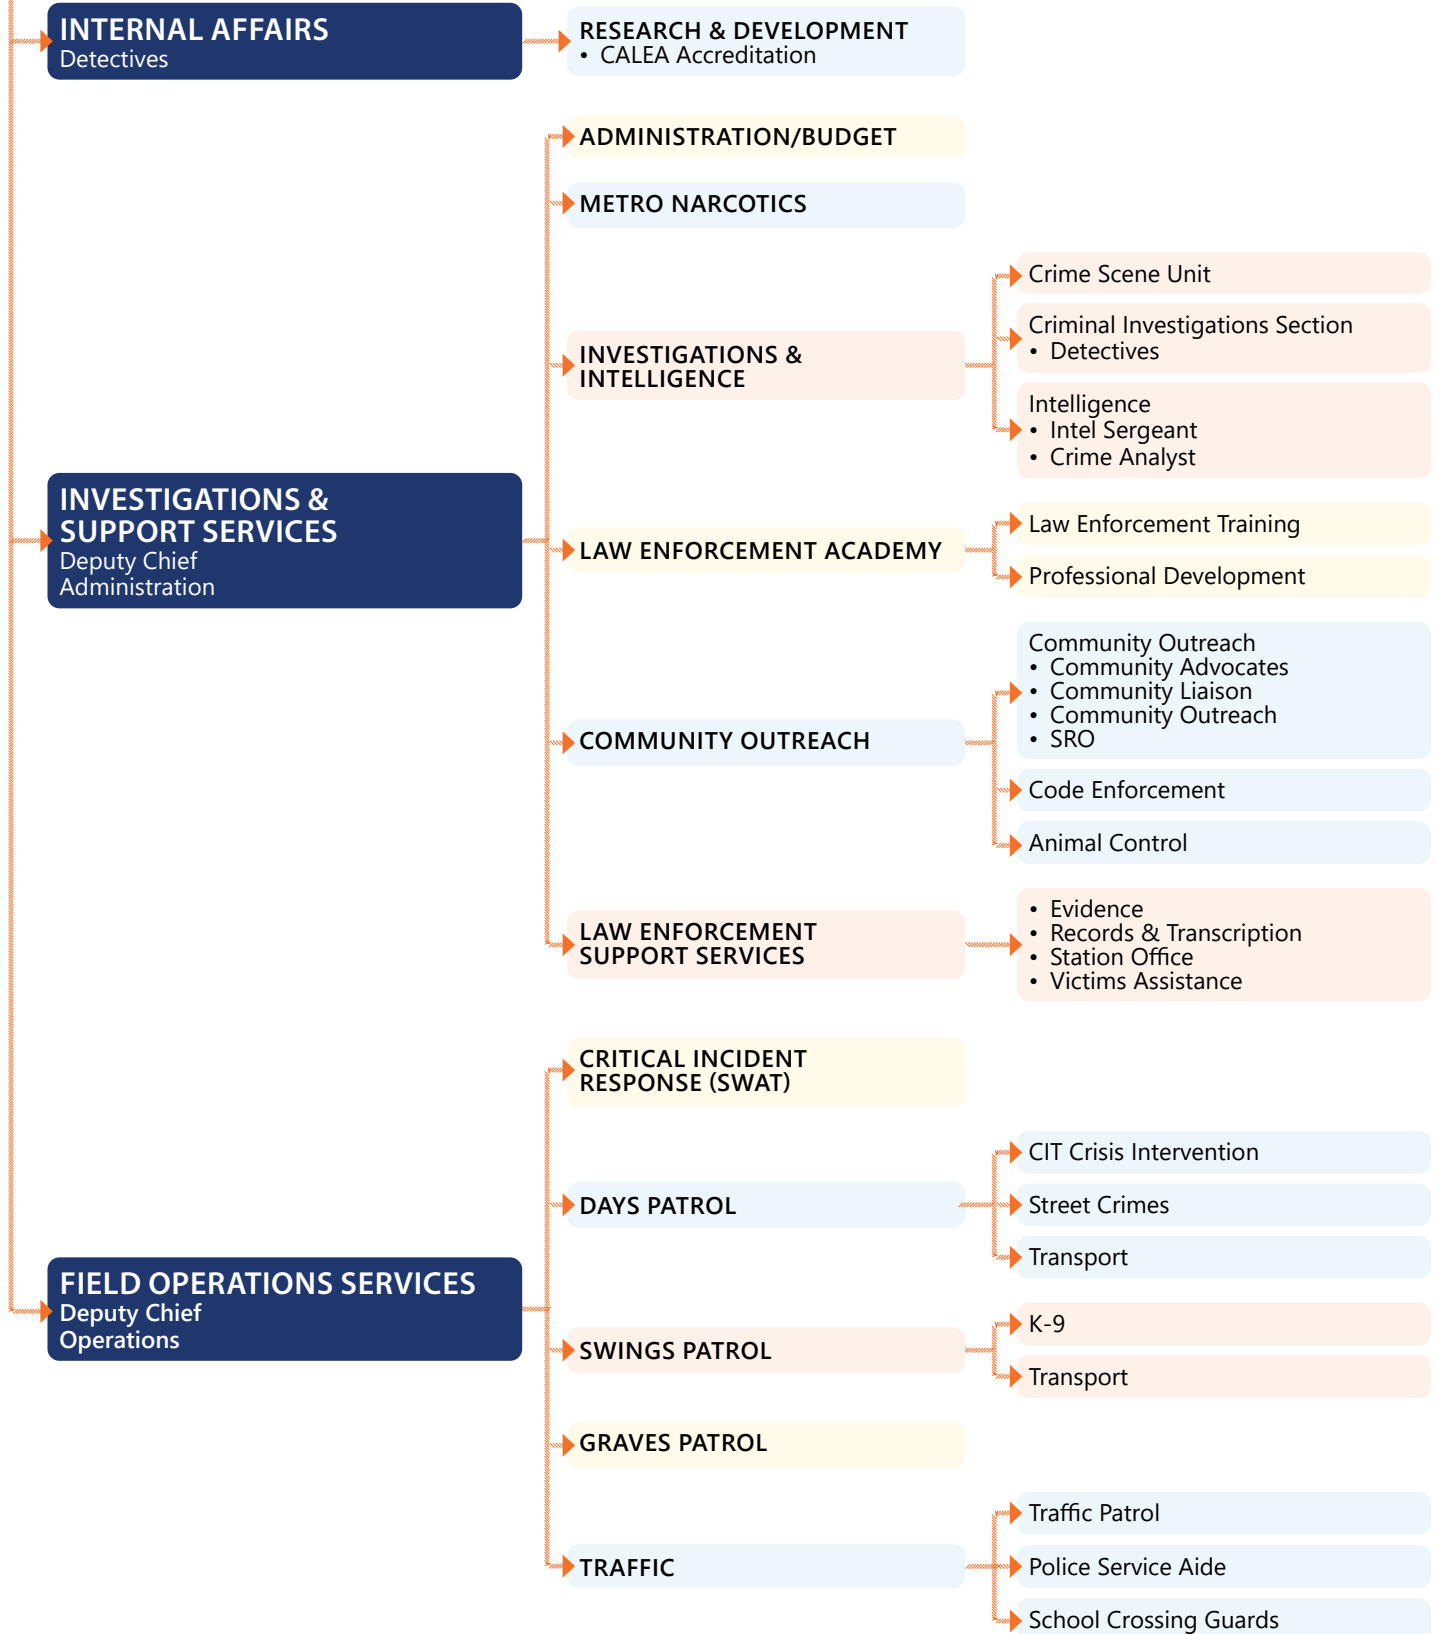 INTERNAL AFFAIRS
Detectives
RESEARCH & DEVELOPMENT
• CALEA Accreditation
ADMINISTRATION/BUDGET
METRO NARCOTICS
INVESTIGATIONS &
INTELLIGENCE
Crime Scene Unit
Criminal Investigations Section
• Detectives
Intelligence
• Intel Sergeant
• Crime Analyst
INVESTIGATIONS &
SUPPORT SERVICES
Deputy Chief
Administration
LAW ENFORCEMENT ACADEMY
Law Enforcement Training
Professional Development
COMMUNITY OUTREACH
Community Outreach
• Community Advocates
• Community Liaison
• Community Outreach
• SRO
Code Enforcement
Animal Control
LAW ENFORCEMENT
SUPPORT SERVICES
• Evidence
• Records & Transcription
• Station Office
• Victims Assistance
CRITICAL INCIDENT
RESPONSE (SWAT)
DAYS PATROL
CIT Crisis Intervention
Street Crimes
Transport
FIELD OPERATIONS SERVICES
Deputy Chief
Operations
SWINGS PATROL
K-9
Transport
GRAVES PATROL
TRAFFIC
Traffic Patrol
Police Service Aide
School Crossing Guards